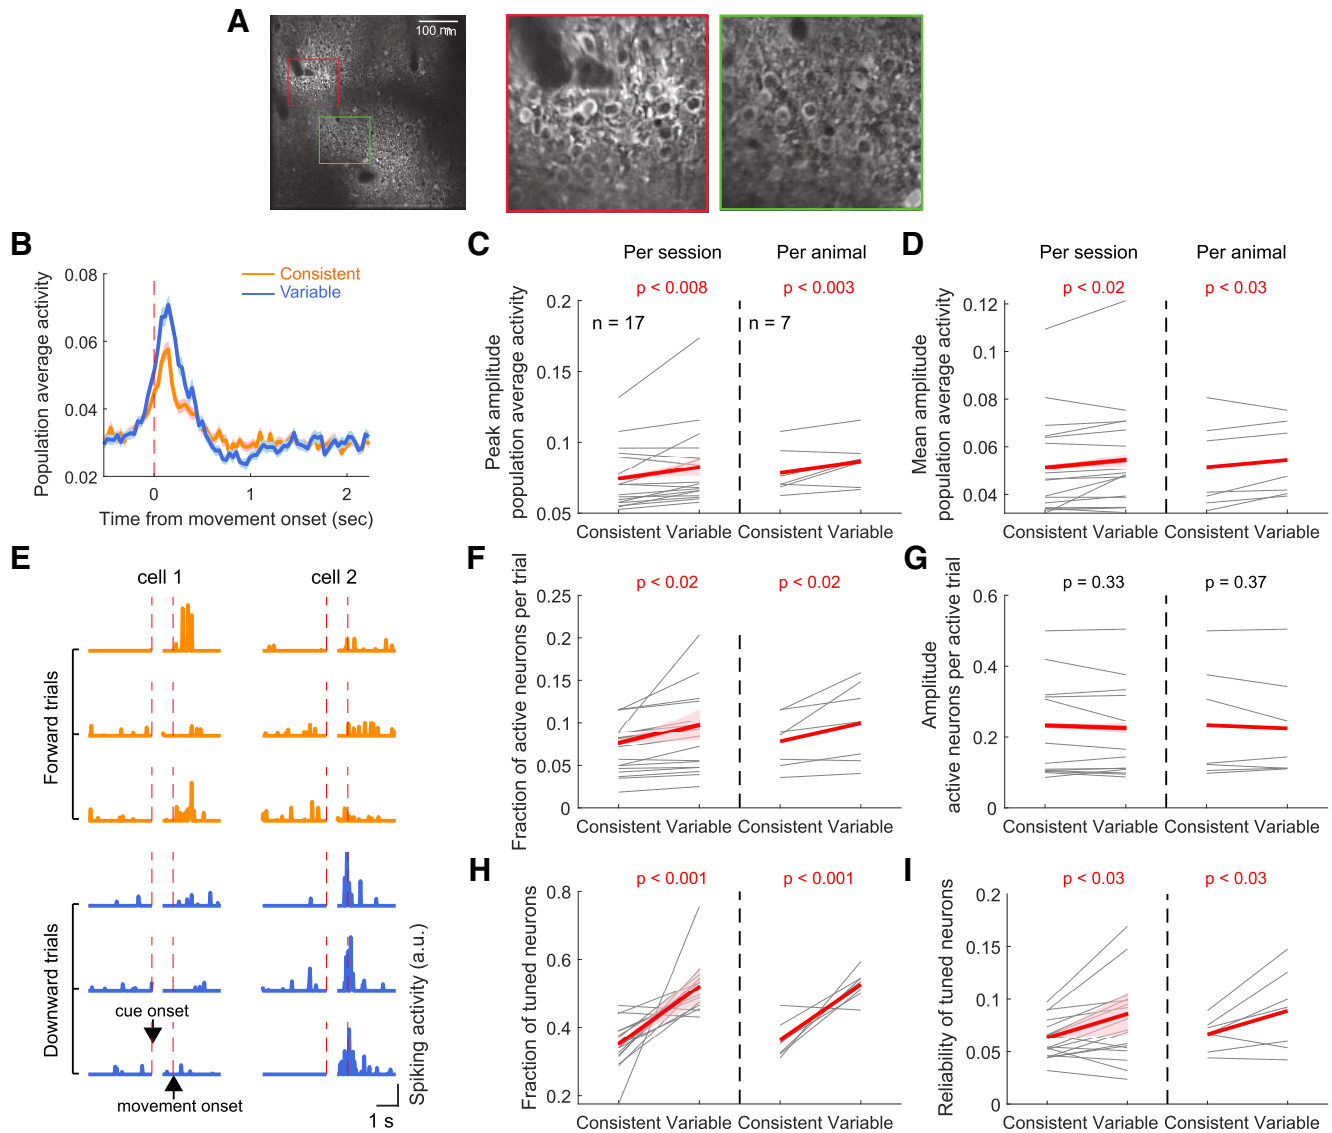 A
100 m
B
Population average activity
0.08
0.06
0.04
0.02
Consistent
Variable
0
1
2
Time from movement onset (sec)
C
Per session
Per animal
p < 0.008
p < 0.003
n = 17
n = 7
Peak amplitude
population average activity
0.2
0.15
0.1
0.05
Consistent Variable
Consistent Variable
D
Per session
Per animal
p < 0.02
p < 0.03
Mean amplitude
population average activity
0.12
0.1
0.08
0.06
0.04
Consistent Variable
Consistent Variable
E
cell 1
cell 2
Forward trials
Downward trials
cue onset
movement onset
Spiking activity (a.u.)
1 s
F
p < 0.02
p < 0.02
Fraction of active neurons per trial
0.25
0.2
0.15
0.1
0.05
0
Consistent Variable
Consistent Variable
G
p = 0.33
p = 0.37
Amplitude
active neurons per active trial
0.6
0.4
0.2
0
Consistent Variable
Consistent Variable
H
p < 0.001
p < 0.001
Fraction of tuned neurons
0.8
0.6
0.4
0.2
Consistent Variable
Consistent Variable
I
p < 0.03
p < 0.03
Reliability of tuned neurons
0.2
0.15
0.1
0.05
0
Consistent Variable
Consistent Variable